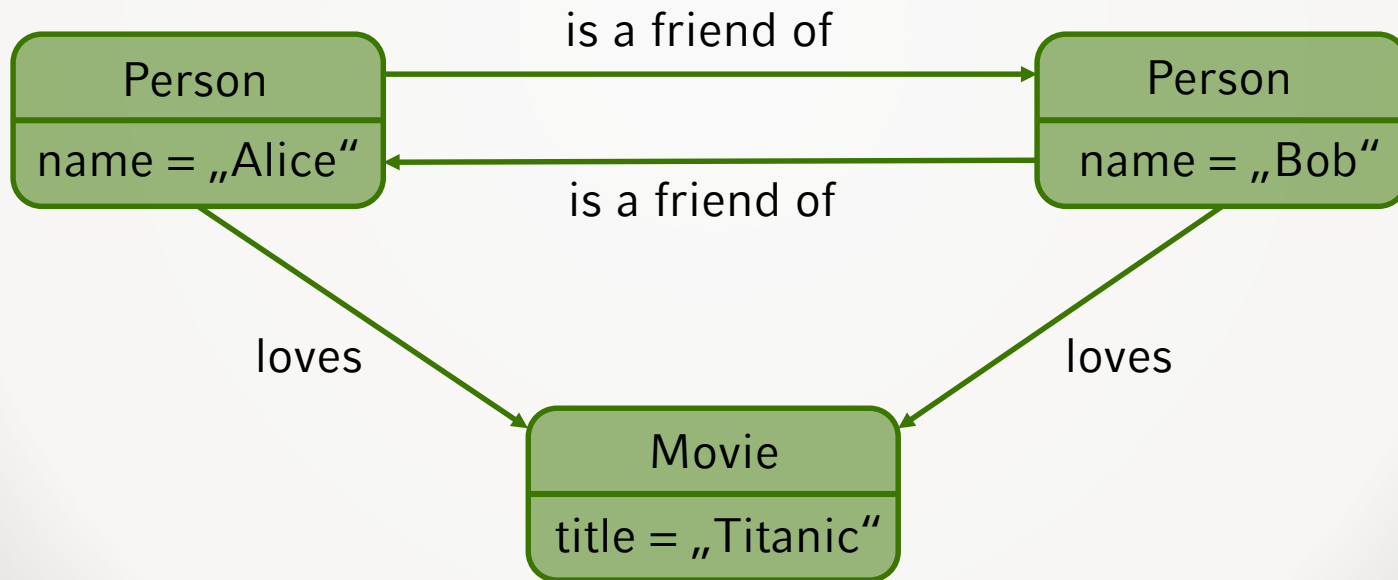 is a friend of
Person
name = „Alice“
Person
name = „Bob“
is a friend of
loves
loves
Movie
title = „Titanic“